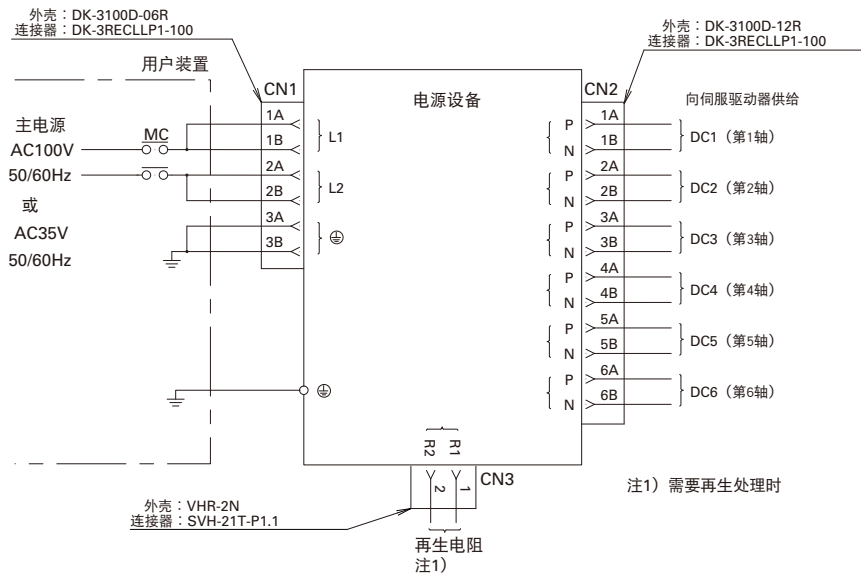 外壳：DK-3100D-06R
连接器：DK-3RECLLP1-100
外壳：DK-3100D-12R
连接器：DK-3RECLLP1-100
用户装置
CN1
电源设备
CN2
向伺服驱动器供给
主电源
AC100V
50/60Hz
或
AC35V
50/60Hz
MC
1A
1B
L1
2A
2B
L2
3A
3B
P 1A
N 1B
DC1（第1轴）
P 2A
N 2B
DC2（第2轴）
P 3A
N 3B
DC3（第3轴）
P 4A
N 4B
DC4（第4轴）
P 5A
N 5B
DC5（第5轴）
P 6A
N 6B
DC6（第6轴）
R2 R1
2 1
CN3
外壳：VHR-2N
连接器：SVH-21T-P1.1
再生电阻
注1）
注1）需要再生处理时